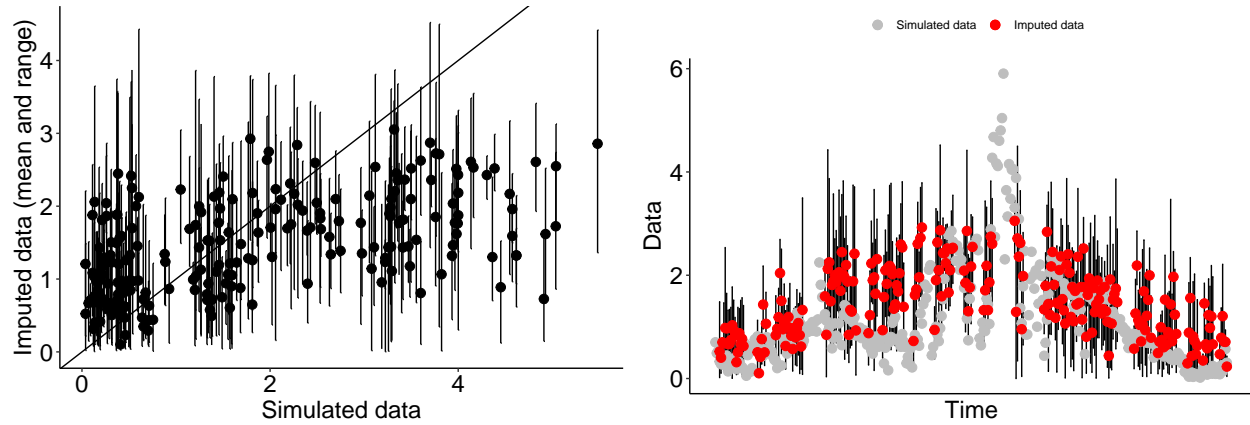 Imputed data (mean and range)
4
3
2
1
0
0 2 4
Simulated data
Simulated data Imputed data
Data
6
4
2
0
Time